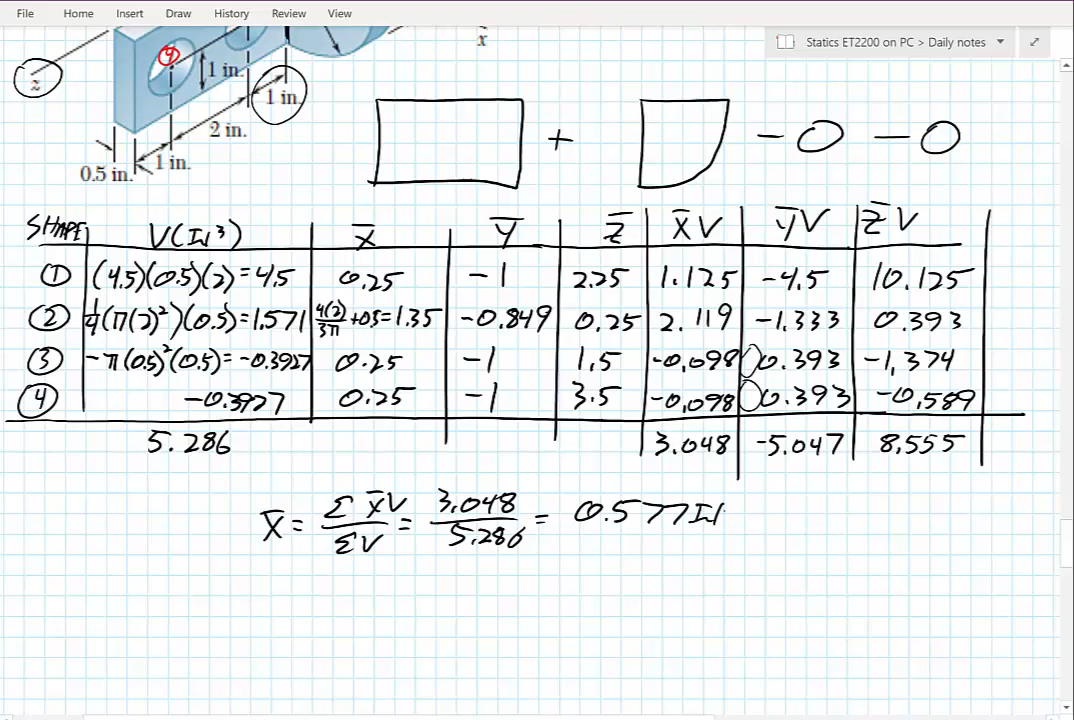 File Home Insert Draw History Review View
Statics ET2200 on PC > Daily notes
z
4
x
1 in.
1 in.
2 in.
1 in.
0.5 in.
+ - 0 - 0
SHAPE V(IN³) X̄ Ȳ Z̄ X̄V ȲV Z̄V
① (4.5)(0.5)(2)=4.5 0.25 -1 2.25 1.125 -4.5 10.125
② 1/4(π(2)²)(0.5)=1.571 4(2)/3π +0.5=1.35 -0.849 0.25 2.119 -1.333 0.393
③ -π(0.5)²(0.5)=-0.3927 0.25 -1 1.5 -0.098 0.393 -1,374
④ -0.3927 0.25 -1 3.5 -0.098 0.393 -0.589
5.286 3.048 -5.047 8.555
X̄ = ΣX̄V/ΣV = 3.048/5.286 = 0.577IN